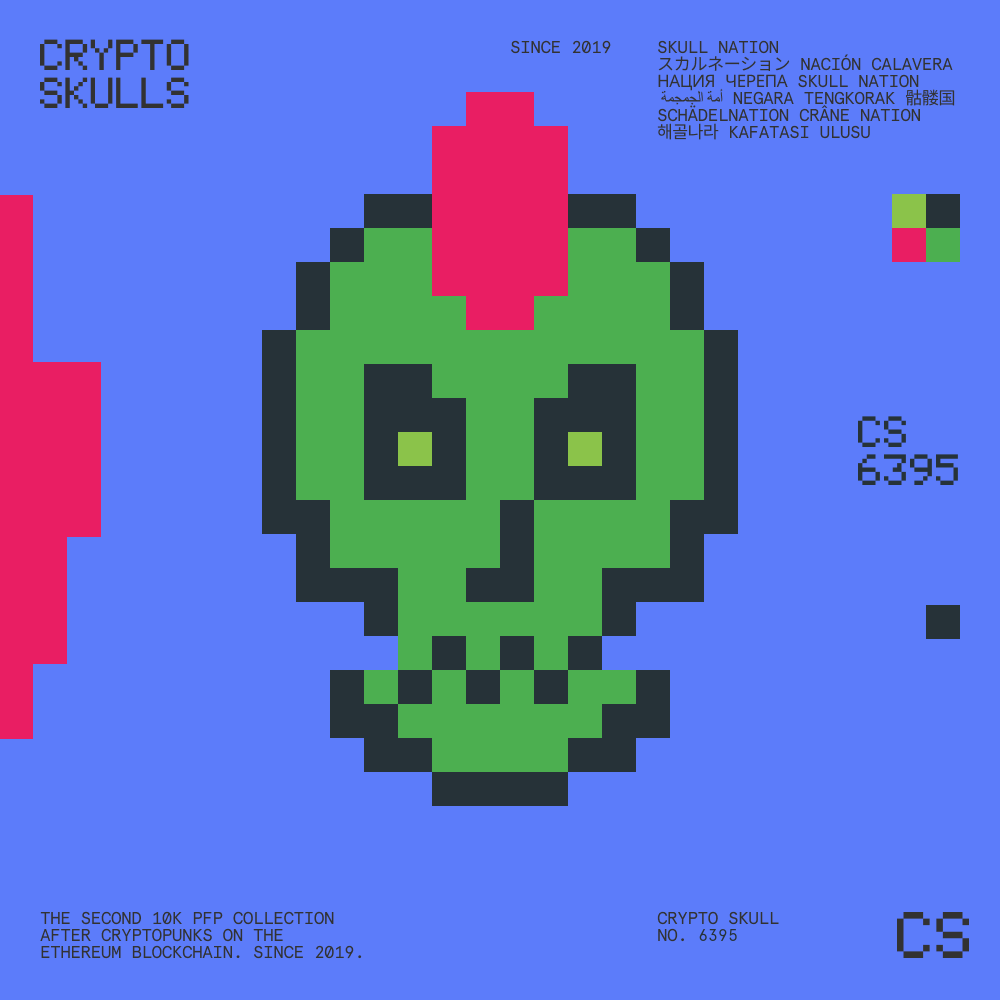 CRYPTO
SKULLS
SINCE 2019
SKULL NATION
スカルネーション NACIÓN CALAVERA
НАЦИЯ ЧЕРЕПА SKULL NATION
أمة الجمجمة NEGARA TENGKORAK 骷髅国
SCHÄDELNATION CRÂNE NATION
해골나라 KAFATASI ULUSU
CS
6395
THE SECOND 10K PFP COLLECTION
AFTER CRYPTOPUNKS ON THE
ETHEREUM BLOCKCHAIN. SINCE 2019.
CRYPTO SKULL
NO. 6395
CS